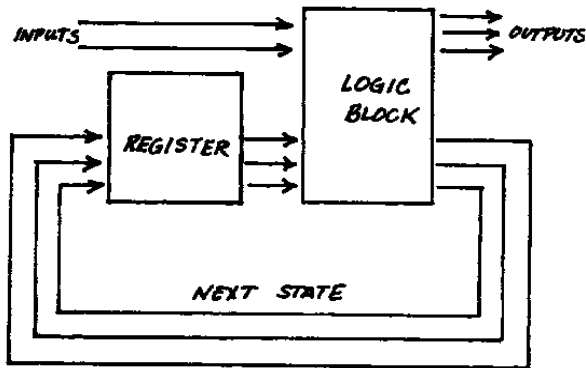 INPUTS
OUTPUTS
LOGIC
BLOCK
REGISTER
NEXT STATE